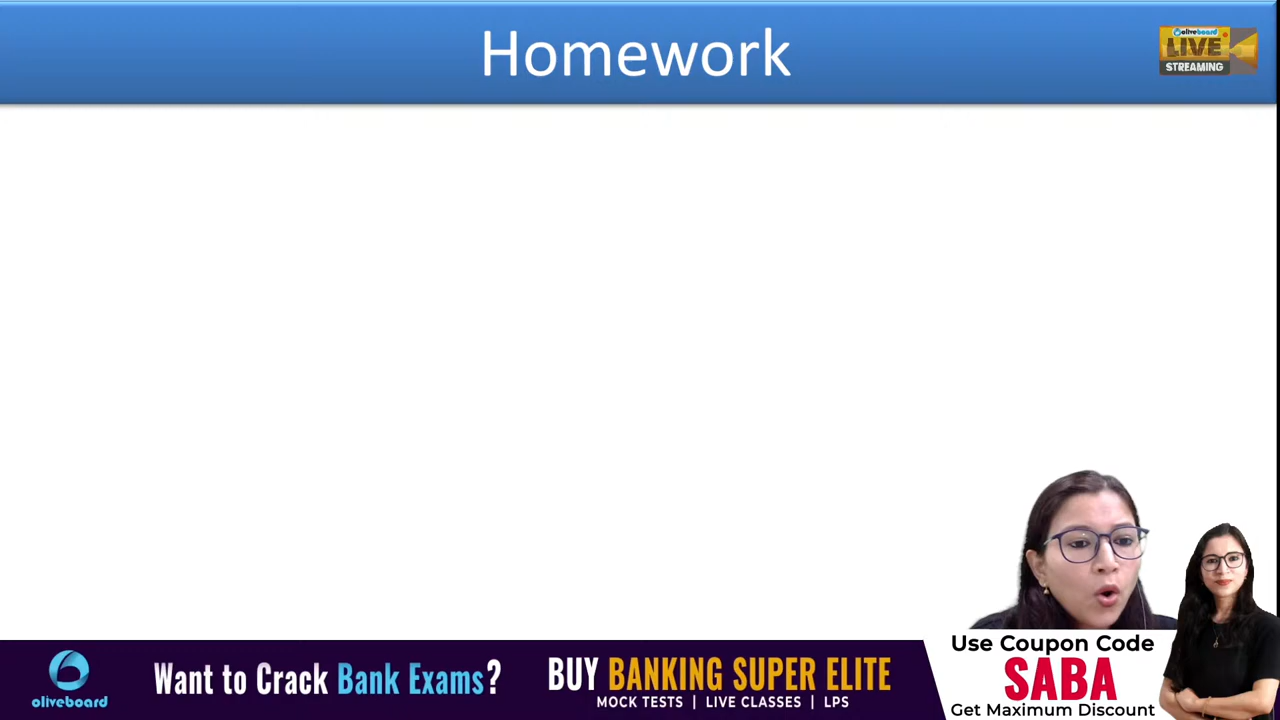 Homework
oliveboard
LIVE
STREAMING
Want to Crack Bank Exams?
BUY BANKING SUPER ELITE
MOCK TESTS | LIVE CLASSES | LPS
oliveboard
Use Coupon Code
SABA
Get Maximum Discount